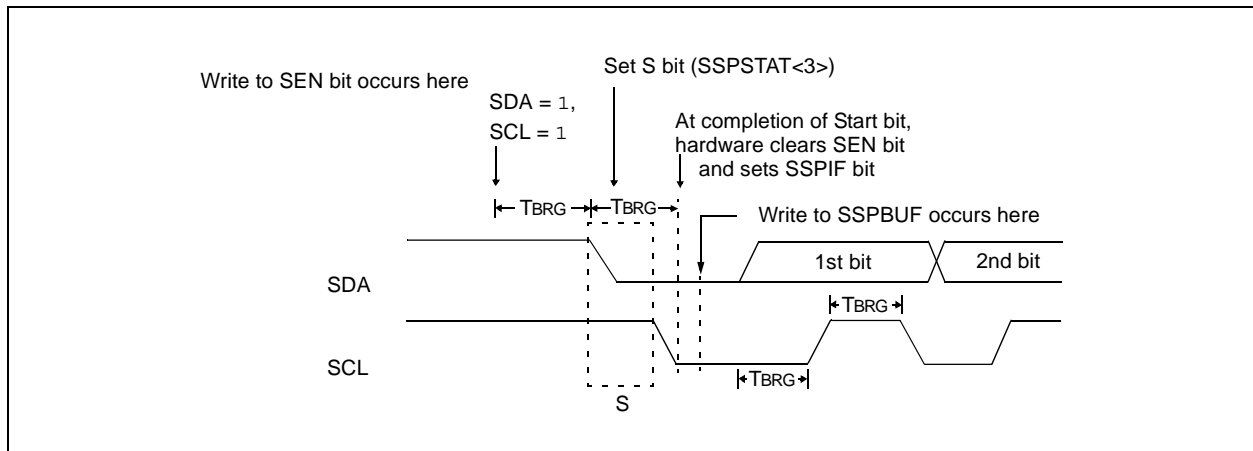 Write to SEN bit occurs here
Set S bit (SSPSTAT<3>)
SDA = 1,
SCL = 1
At completion of Start bit,
hardware clears SEN bit
and sets SSPIF bit
TBRG
TBRG
Write to SSPBUF occurs here
SDA
1st bit
2nd bit
TBRG
SCL
TBRG
S